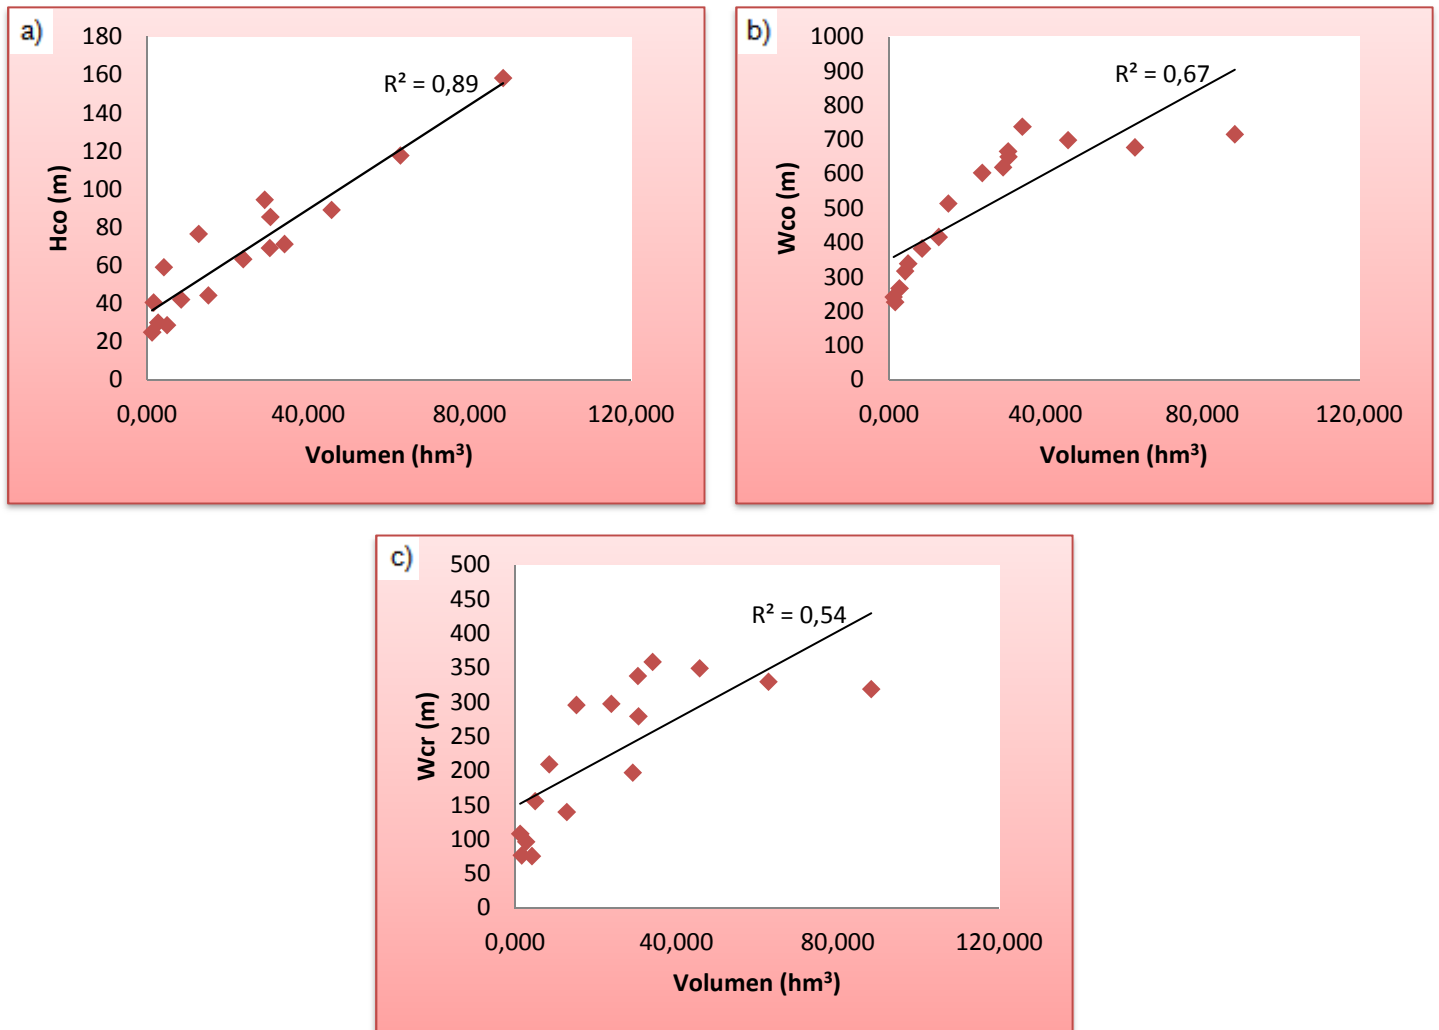 a)
180
160
140
120
100
80
60
40
20
0
Hco (m)
R² = 0,89
0,000 40,000 80,000 120,000
Volumen (hm³)
b)
1000
900
800
700
600
500
400
300
200
100
0
Wco (m)
R² = 0,67
0,000 40,000 80,000 120,000
Volumen (hm³)
c)
500
450
400
350
300
250
200
150
100
50
0
Wcr (m)
R² = 0,54
0,000 40,000 80,000 120,000
Volumen (hm³)